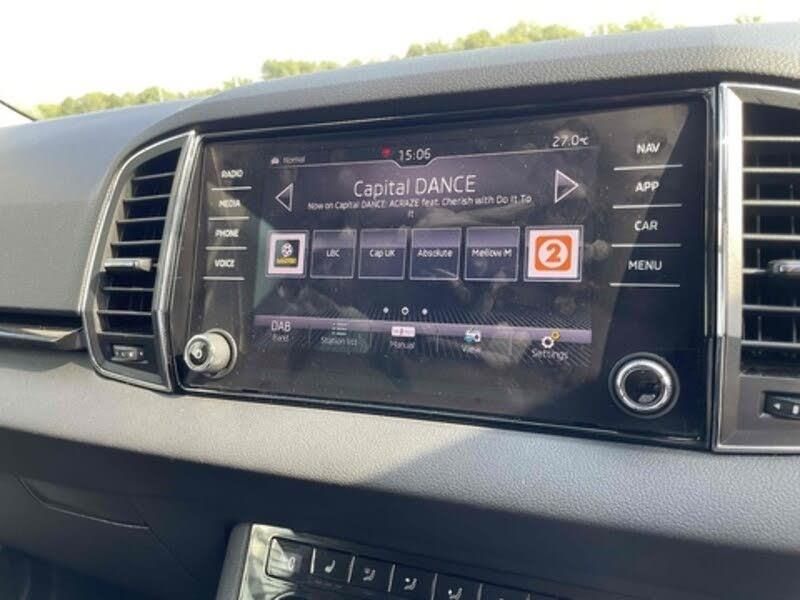 Normal
15:06
27.0°C
RADIO
MEDIA
PHONE
VOICE
Capital DANCE
Now on Capital DANCE: ACRAZE feat. Cherish with Do It To
It
LBC
Cap UK
Absolute
Mellow M
2
DAB
Band
Station list
Manual
View
Settings
NAV
APP
CAR
MENU